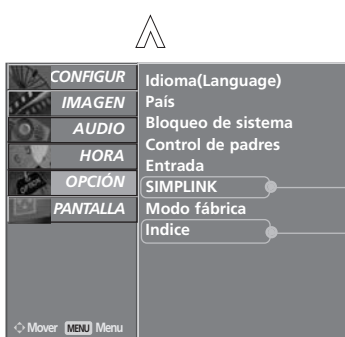 CONFIGUR
IMAGEN
AUDIO
HORA
OPCIÓN
PANTALLA
Idioma(Language)
País
Bloqueo de sistema
Control de padres
Entrada
SIMPLINK
Modo fábrica
Indice
Mover MENU Menu